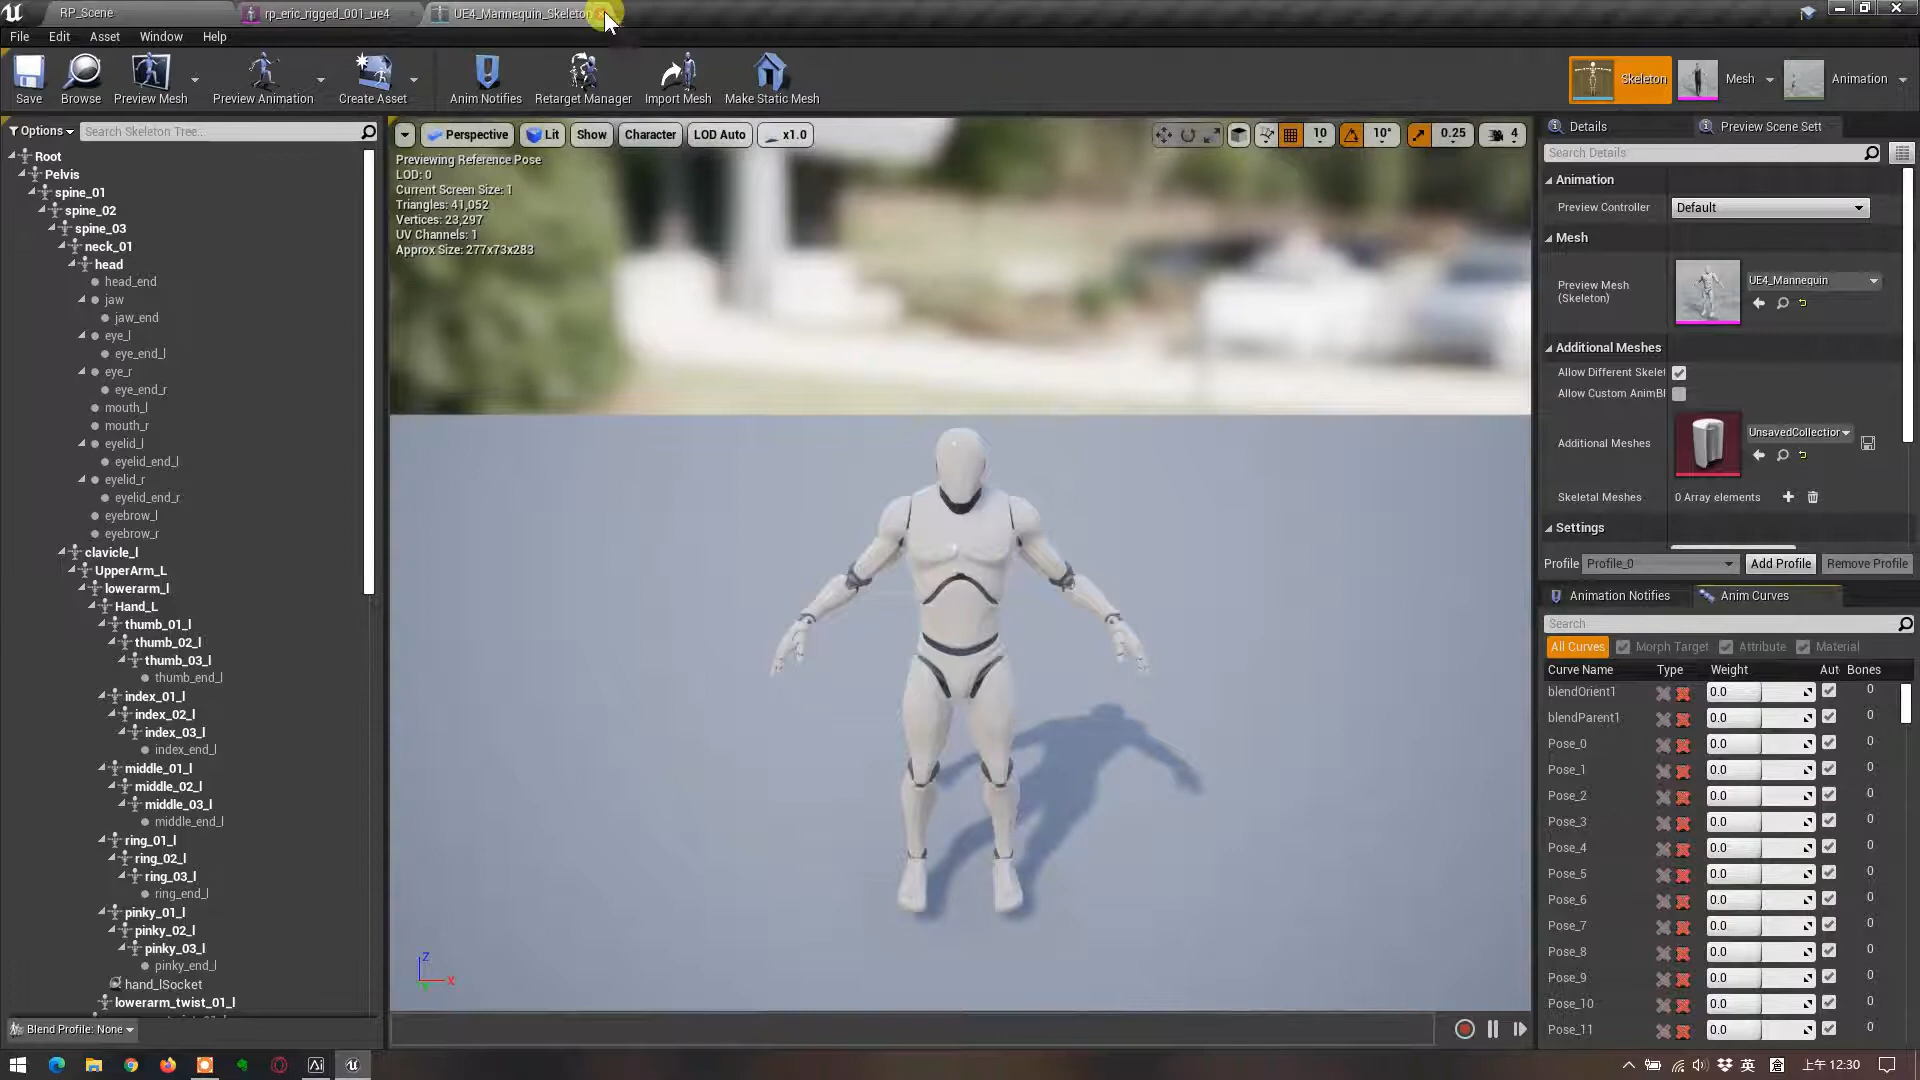 RP_Scene
rp_eric_rigged_001_ue4
UE4_Mannequin_Skeleton
File Edit Asset Window Help
Save
Browse
Preview Mesh
Preview Animation
Create Asset
Anim Notifies
Retarget Manager
Import Mesh
Make Static Mesh
Skeleton
Mesh
Animation
Options
Search Skeleton Tree...
Root
Pelvis
spine_01
spine_02
spine_03
neck_01
head
head_end
jaw
jaw_end
eye_l
eye_end_l
eye_r
eye_end_r
mouth_l
mouth_r
eyelid_l
eyelid_end_l
eyelid_r
eyelid_end_r
eyebrow_l
eyebrow_r
clavicle_l
UpperArm_L
lowerarm_l
Hand_L
thumb_01_l
thumb_02_l
thumb_03_l
thumb_end_l
index_01_l
index_02_l
index_03_l
index_end_l
middle_01_l
middle_02_l
middle_03_l
middle_end_l
ring_01_l
ring_02_l
ring_03_l
ring_end_l
pinky_01_l
pinky_02_l
pinky_03_l
pinky_end_l
hand_lSocket
lowerarm_twist_01_l
Blend Profile: None
Perspective
Lit
Show
Character
LOD Auto
x1.0
10
10°
0.25
4
Previewing Reference Pose
LOD: 0
Current Screen Size: 1
Triangles: 41,052
Vertices: 23,297
UV Channels: 1
Approx Size: 277x73x283
Z
X
Details
Preview Scene Sett
Search Details
Animation
Preview Controller
Default
Mesh
Preview Mesh
(Skeleton)
UE4_Mannequin
Additional Meshes
Allow Different Skelet
Allow Custom AnimBl
Additional Meshes
UnsavedCollection
Skeletal Meshes
0 Array elements
Settings
Profile
Profile_0
Add Profile
Remove Profile
Animation Notifies
Anim Curves
Search
All Curves
Morph Target
Attribute
Material
Curve Name Type Weight Aut Bones
blendOrient1 0.0 0
blendParent1 0.0 0
Pose_0 0.0 0
Pose_1 0.0 0
Pose_2 0.0 0
Pose_3 0.0 0
Pose_4 0.0 0
Pose_5 0.0 0
Pose_6 0.0 0
Pose_7 0.0 0
Pose_8 0.0 0
Pose_9 0.0 0
Pose_10 0.0 0
Pose_11 0.0 0
英
上午 12:30